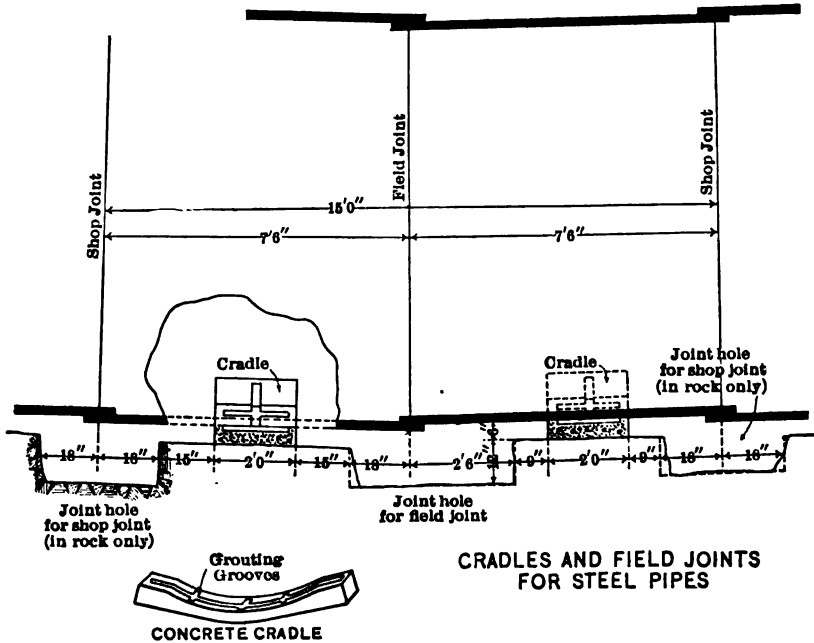 Shop Joint
Field Joint
Shop Joint
15'0"
7'6"
7'6"
Cradle
Cradle
Joint hole
for shop joint
(in rock only)
18"
18"
15"
2'0"
15"
18"
2'6"
6"
9"
2'0"
9"
18"
18"
Joint hole
for shop joint
(in rock only)
Joint hole
for field joint
Grouting
Grooves
CONCRETE CRADLE
CRADLES AND FIELD JOINTS
FOR STEEL PIPES